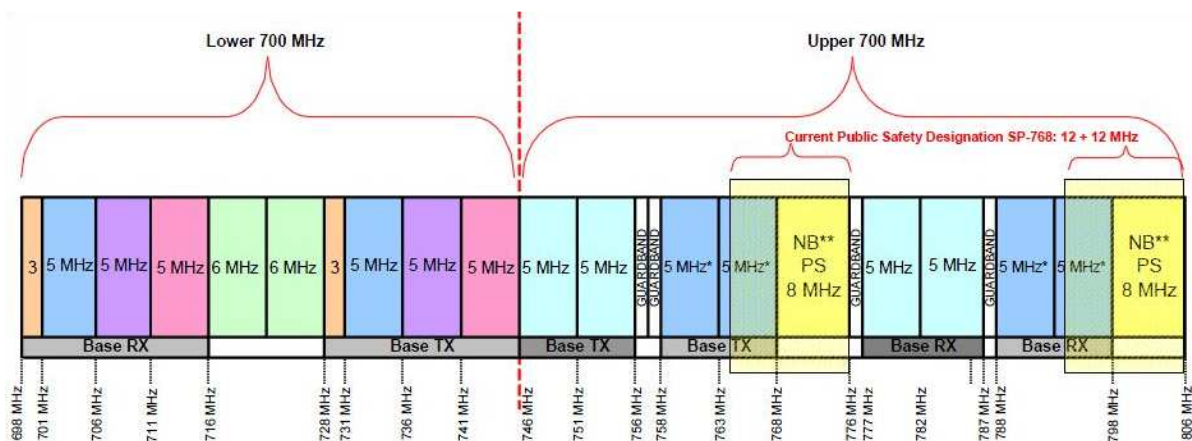 Lower 700 MHz
Upper 700 MHz
Current Public Safety Designation SP-768: 12 + 12 MHz
3
5 MHz
5 MHz
5 MHz
6 MHz
6 MHz
3
5 MHz
5 MHz
5 MHz
5 MHz
5 MHz
GUARDBAND
GUARDBAND
5 MHz*
5 MHz*
NB**
PS
8 MHz
GUARDBAND
5 MHz
5 MHz
GUARDBAND
5 MHz*
5 MHz*
NB**
PS
8 MHz
Base RX
Base TX
Base TX
Base TX
Base RX
Base RX
698 MHz
701 MHz
706 MHz
711 MHz
716 MHz
728 MHz
731 MHz
736 MHz
741 MHz
746 MHz
751 MHz
756 MHz
758 MHz
763 MHz
768 MHz
776 MHz
777 MHz
782 MHz
787 MHz
788 MHz
798 MHz
806 MHz